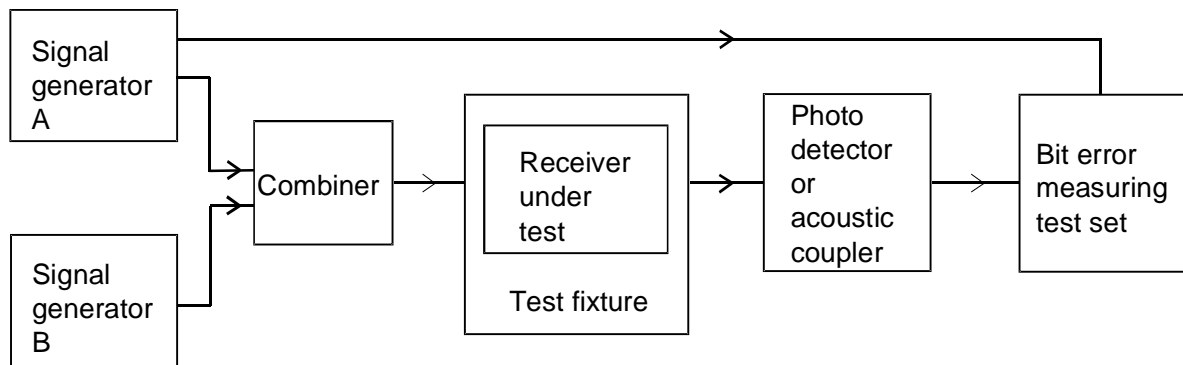 Signal
generator
A
Combiner
Signal
generator
B
Receiver
under
test
Test fixture
Photo
detector
or
acoustic
coupler
Bit error
measuring
test set